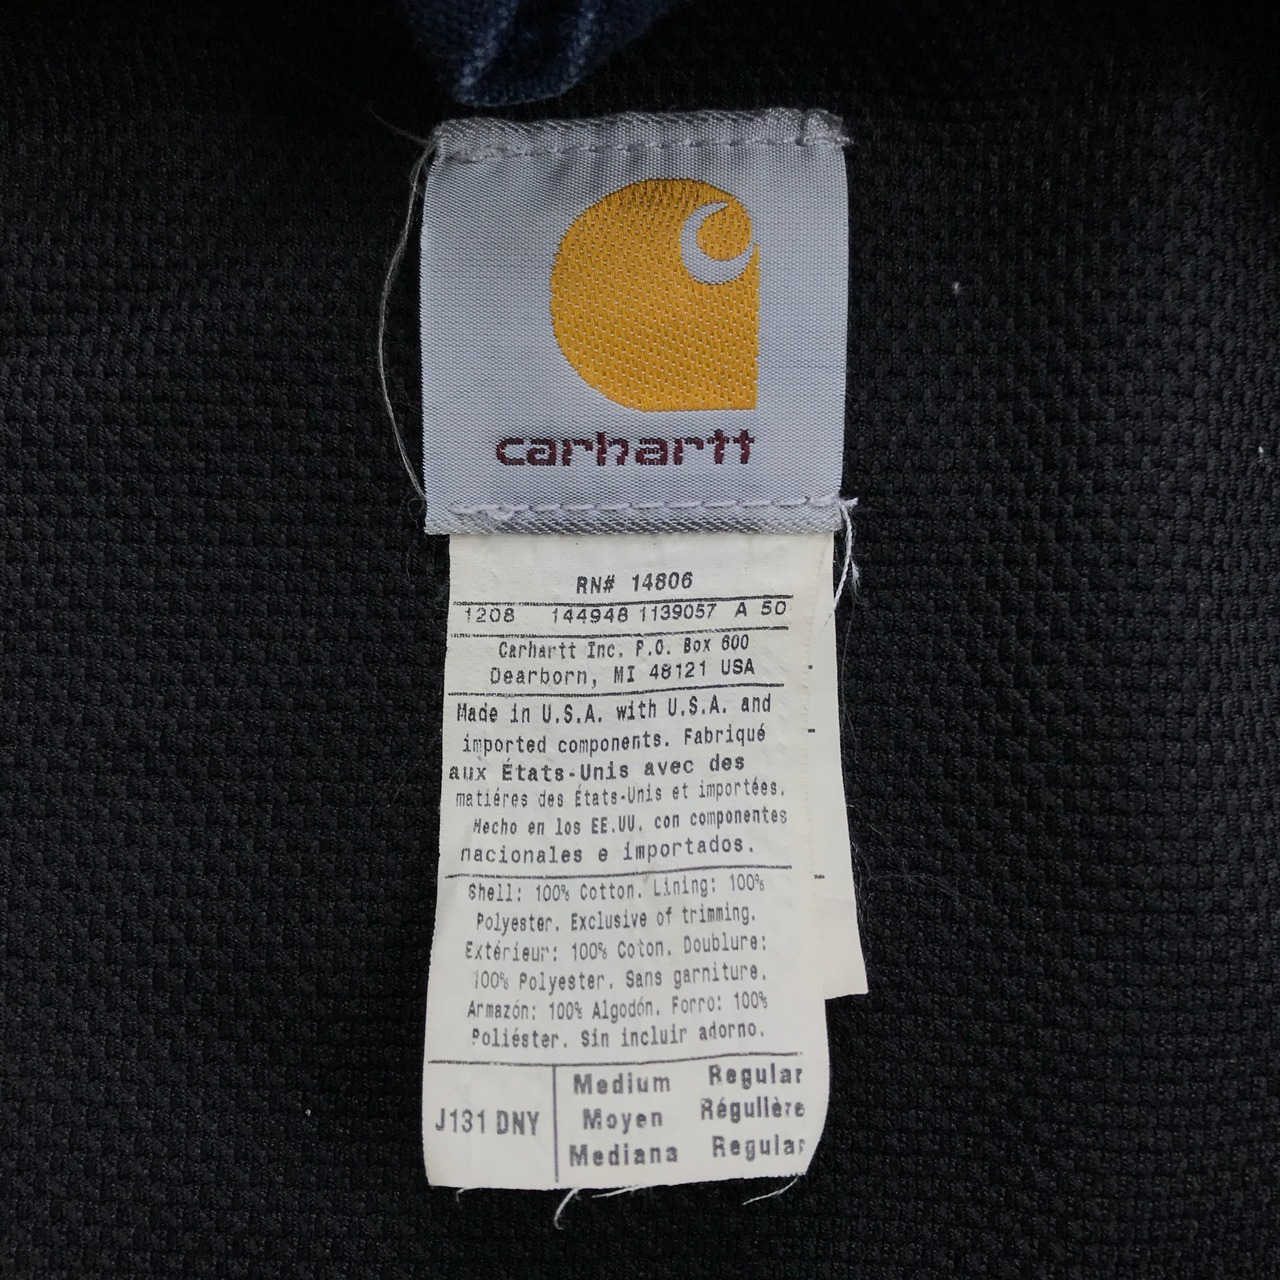 carhartt
RN# 14806
1208 144948 1139057 A 50
Carhartt Inc. P.O. Box 600
Dearborn, MI 48121 USA
Made in U.S.A. with U.S.A. and
imported components. Fabriqué
aux États-Unis avec des
matiéres des États-Unis et importées.
Hecho en los EE.UU. con componentes
nacionales e importados.
Shell: 100% Cotton. Lining: 100%
Polyester. Exclusive of trimming.
Extérieur: 100% Coton. Doublure:
100% Polyester. Sans garniture.
Armazón: 100% Algodón. Forro: 100%
Poliéster. Sin incluir adorno.
J131 DNY
Medium Regular
Moyen Régulière
Mediana Regular